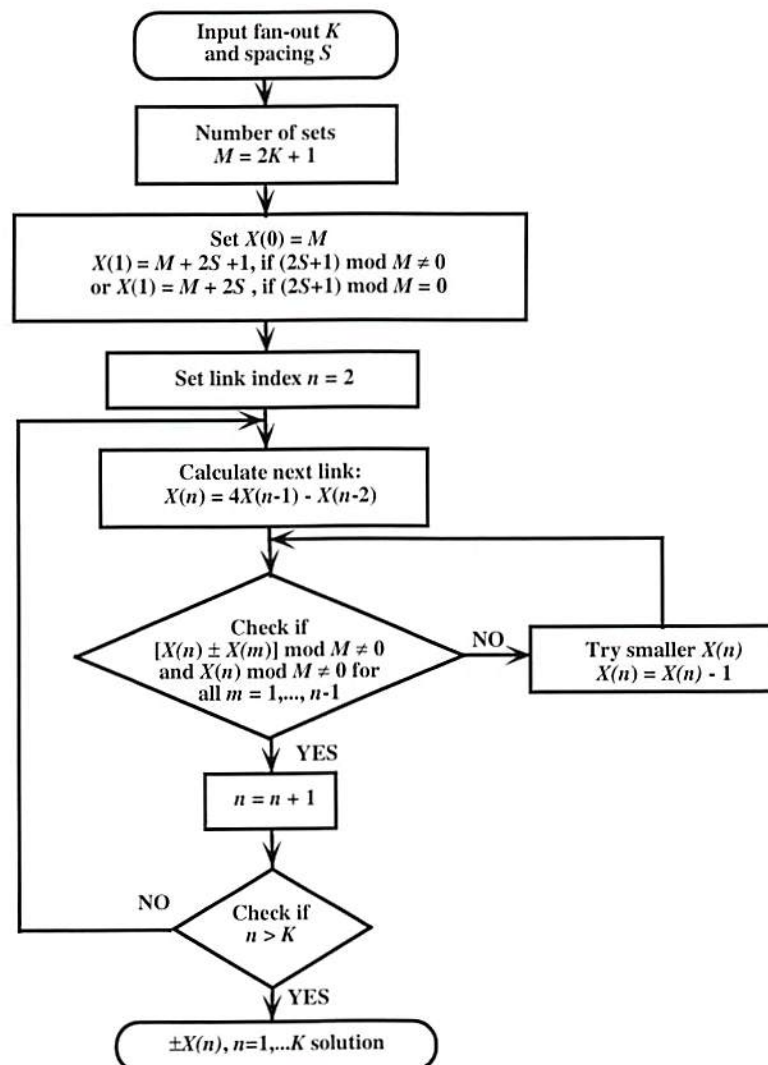 Input fan-out K
and spacing S
Number of sets
M = 2K + 1
Set X(0) = M
X(1) = M + 2S +1, if (2S+1) mod M ≠ 0
or X(1) = M + 2S , if (2S+1) mod M = 0
Set link index n = 2
Calculate next link:
X(n) = 4X(n-1) - X(n-2)
Check if
[X(n) ± X(m)] mod M ≠ 0
and X(n) mod M ≠ 0 for
all m = 1,..., n-1
NO
Try smaller X(n)
X(n) = X(n) - 1
YES
n = n + 1
NO
Check if
n > K
YES
±X(n), n=1,...K solution